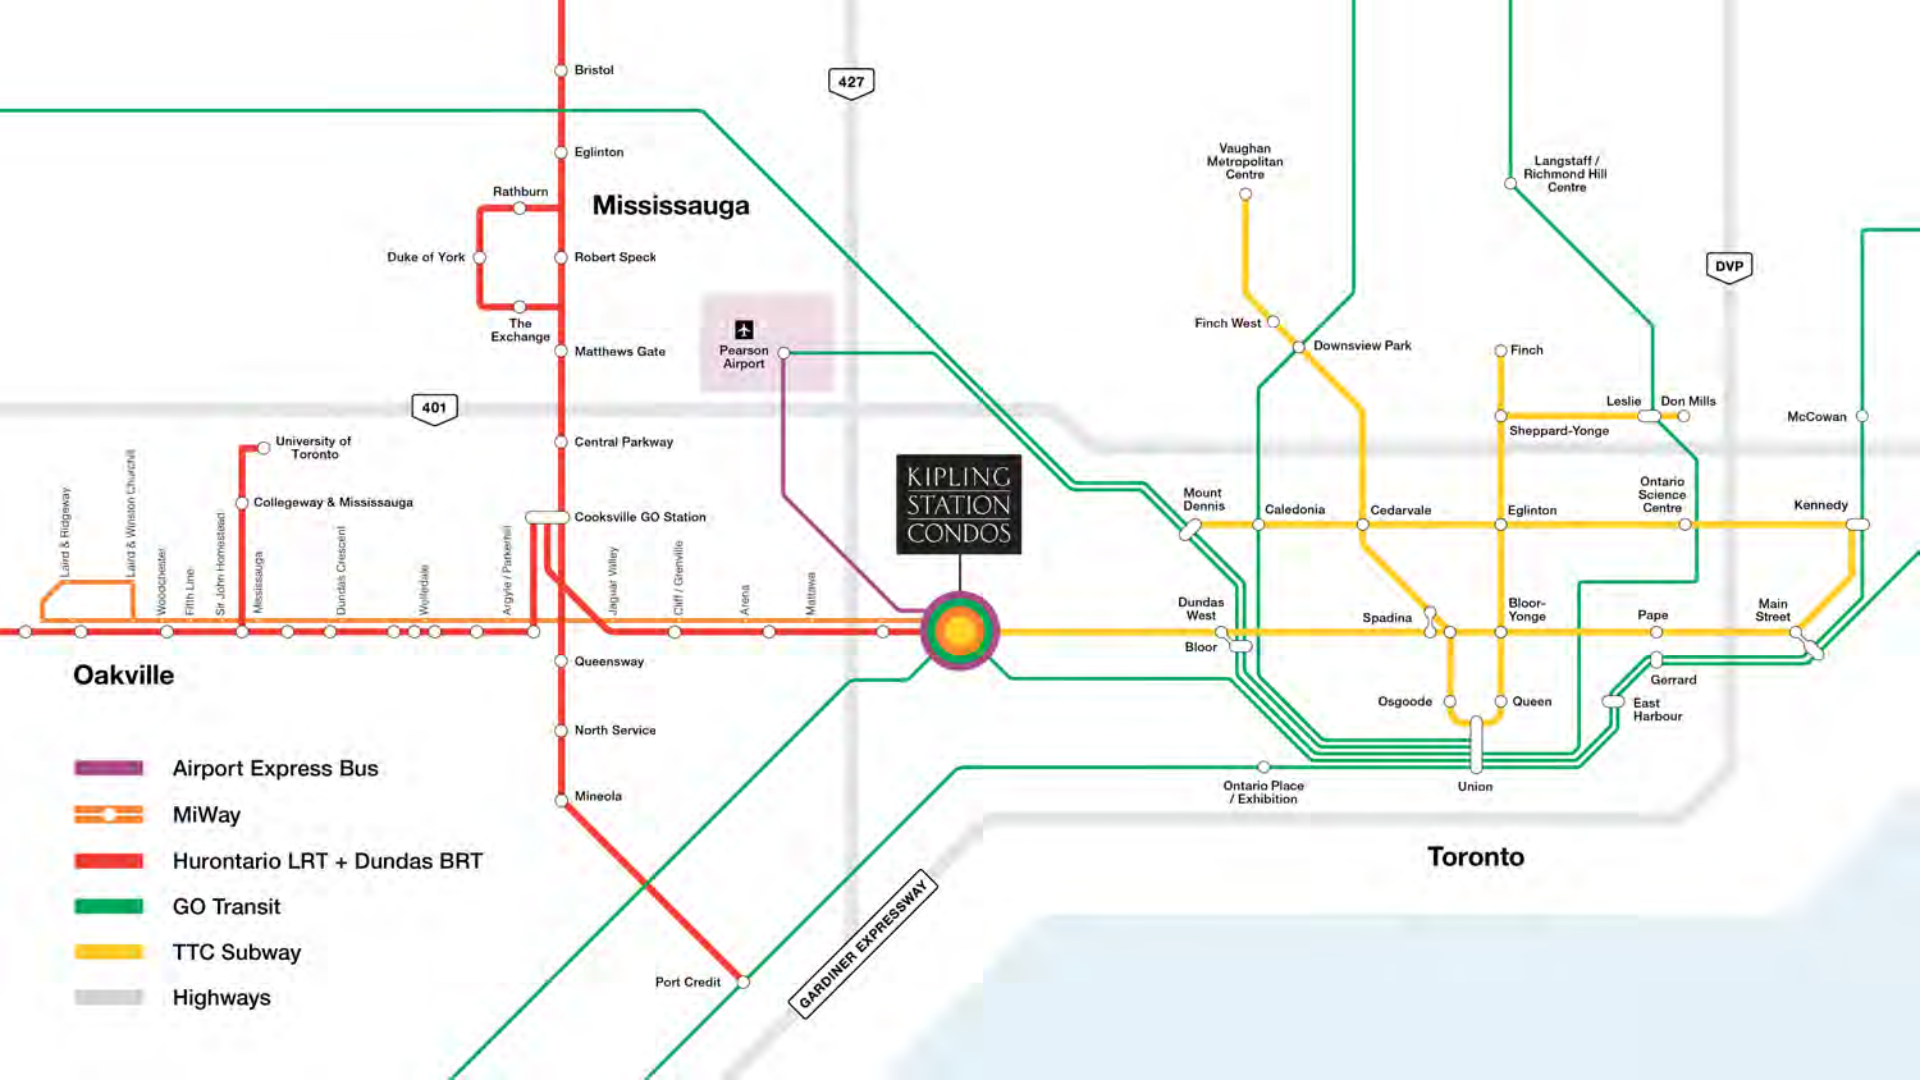 Bristol
427
Eglinton
Vaughan
Metropolitan
Centre
Langstaff /
Richmond Hill
Centre
Rathburn
Mississauga
Duke of York
Robert Speck
DVP
The
Exchange
Pearson
Airport
Matthews Gate
Finch West
Downsview Park
Finch
401
Leslie
Don Mills
McCowan
Sheppard-Yonge
University of
Toronto
Central Parkway
Collegeway & Mississauga
Cooksville GO Station
KIPLING
STATION
CONDOS
Mount
Dennis
Caledonia
Cedarvale
Eglinton
Ontario
Science
Centre
Kennedy
Laird & Ridgeway
Laird & Winston Churchill
Woodchester
Fifth Line
Sir John Homestead
Mississauga
Dundas Crescent
Wolfedale
Argyle / Parkerhill
Jaguar Valley
Cliff / Grenville
Arena
Mattawa
Dundas
West
Bloor
Spadina
Bloor-
Yonge
Pape
Main
Street
Oakville
Queensway
Gerrard
East
Harbour
Osgoode
Queen
North Service
Mineola
Ontario Place
/ Exhibition
Union
Toronto
Port Credit
GARDINER EXPRESSWAY
Airport Express Bus
MiWay
Hurontario LRT + Dundas BRT
GO Transit
TTC Subway
Highways